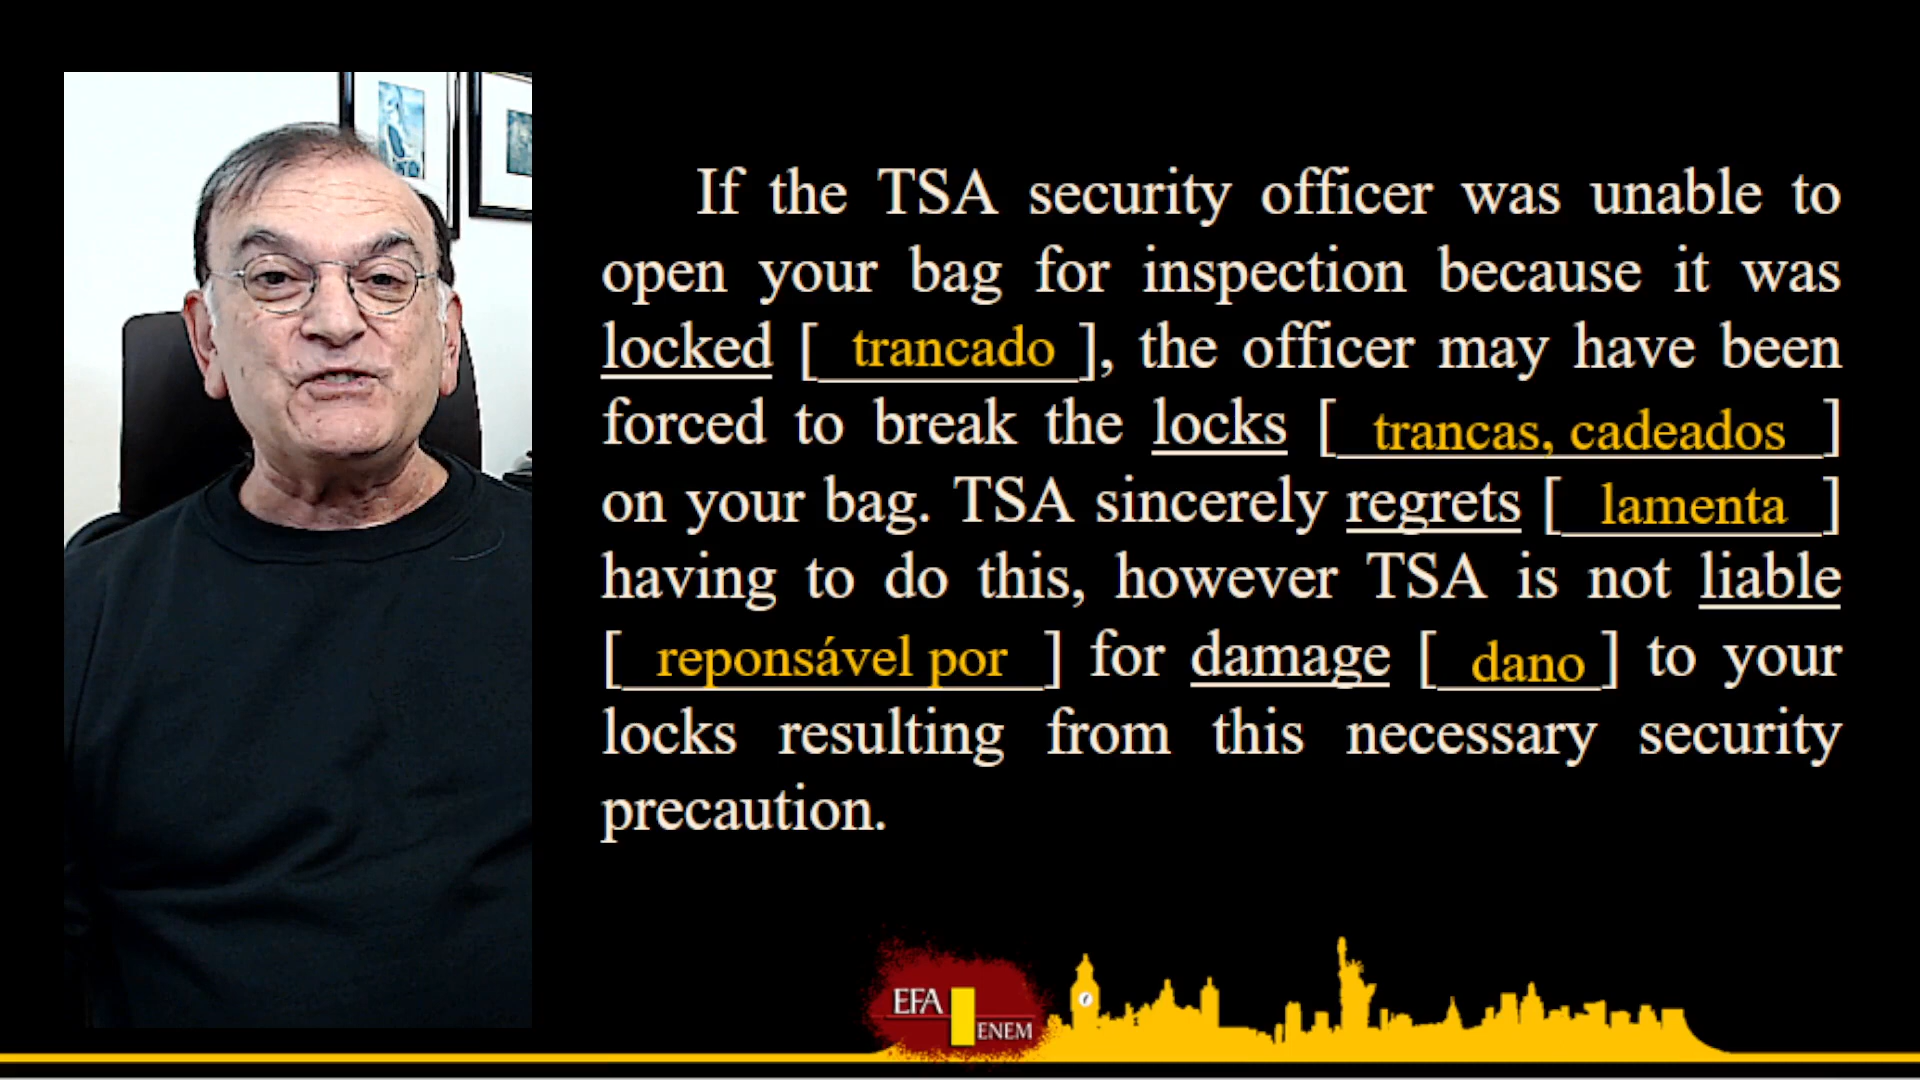 If the TSA security officer was unable to
open your bag for inspection because it was
locked [ trancado ], the officer may have been
forced to break the locks [ trancas, cadeados ]
on your bag. TSA sincerely regrets [ lamenta ]
having to do this, however TSA is not liable
[ reponsável por ] for damage [ dano ] to your
locks resulting from this necessary security
precaution.
EFA
ENEM